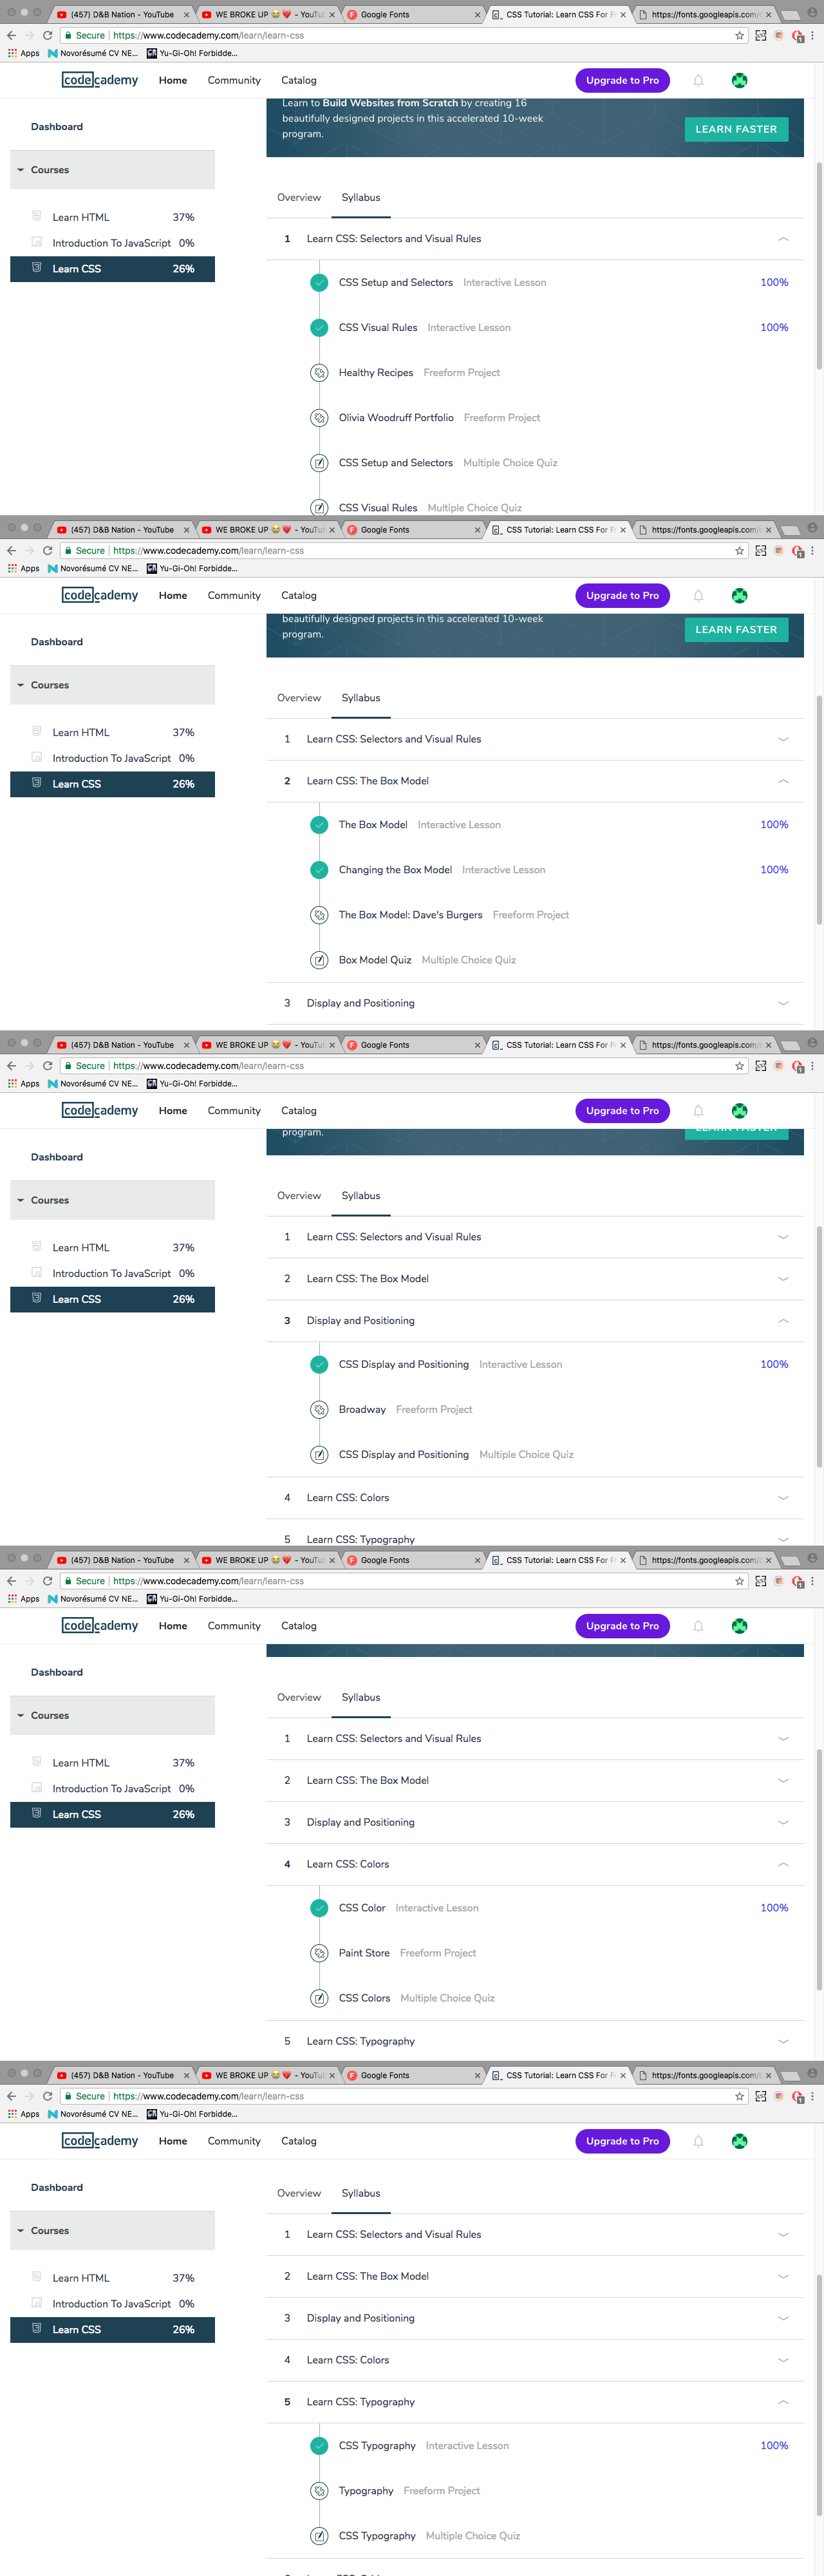 (457) D&B Nation - YouTube
WE BROKE UP 😭💔 - YouTu
Google Fonts
CSS Tutorial: Learn CSS For F
https://fonts.googleapis.com/
Secure | https://www.codecademy.com/learn/learn-css
Apps Novorésumé CV NE... Yu-Gi-Oh! Forbidde...
codecademy Home Community Catalog Upgrade to Pro
Learn to Build Websites from Scratch by creating 16
beautifully designed projects in this accelerated 10-week
program.
LEARN FASTER
Dashboard
Courses
Learn HTML 37%
Introduction To JavaScript 0%
Learn CSS 26%
Overview Syllabus
1 Learn CSS: Selectors and Visual Rules
CSS Setup and Selectors Interactive Lesson 100%
CSS Visual Rules Interactive Lesson 100%
Healthy Recipes Freeform Project
Olivia Woodruff Portfolio Freeform Project
CSS Setup and Selectors Multiple Choice Quiz
CSS Visual Rules Multiple Choice Quiz
(457) D&B Nation - YouTube
WE BROKE UP 😭💔 - YouTu
Google Fonts
CSS Tutorial: Learn CSS For F
https://fonts.googleapis.com/
Secure | https://www.codecademy.com/learn/learn-css
Apps Novorésumé CV NE... Yu-Gi-Oh! Forbidde...
codecademy Home Community Catalog Upgrade to Pro
beautifully designed projects in this accelerated 10-week
program.
LEARN FASTER
Dashboard
Courses
Learn HTML 37%
Introduction To JavaScript 0%
Learn CSS 26%
Overview Syllabus
1 Learn CSS: Selectors and Visual Rules
2 Learn CSS: The Box Model
The Box Model Interactive Lesson 100%
Changing the Box Model Interactive Lesson 100%
The Box Model: Dave's Burgers Freeform Project
Box Model Quiz Multiple Choice Quiz
3 Display and Positioning
(457) D&B Nation - YouTube
WE BROKE UP 😭💔 - YouTu
Google Fonts
CSS Tutorial: Learn CSS For F
https://fonts.googleapis.com/
Secure | https://www.codecademy.com/learn/learn-css
Apps Novorésumé CV NE... Yu-Gi-Oh! Forbidde...
codecademy Home Community Catalog Upgrade to Pro
program.
LEARN FASTER
Dashboard
Courses
Learn HTML 37%
Introduction To JavaScript 0%
Learn CSS 26%
Overview Syllabus
1 Learn CSS: Selectors and Visual Rules
2 Learn CSS: The Box Model
3 Display and Positioning
CSS Display and Positioning Interactive Lesson 100%
Broadway Freeform Project
CSS Display and Positioning Multiple Choice Quiz
4 Learn CSS: Colors
5 Learn CSS: Typography
(457) D&B Nation - YouTube
WE BROKE UP 😭💔 - YouTu
Google Fonts
CSS Tutorial: Learn CSS For F
https://fonts.googleapis.com/
Secure | https://www.codecademy.com/learn/learn-css
Apps Novorésumé CV NE... Yu-Gi-Oh! Forbidde...
codecademy Home Community Catalog Upgrade to Pro
Dashboard
Courses
Learn HTML 37%
Introduction To JavaScript 0%
Learn CSS 26%
Overview Syllabus
1 Learn CSS: Selectors and Visual Rules
2 Learn CSS: The Box Model
3 Display and Positioning
4 Learn CSS: Colors
CSS Color Interactive Lesson 100%
Paint Store Freeform Project
CSS Colors Multiple Choice Quiz
5 Learn CSS: Typography
(457) D&B Nation - YouTube
WE BROKE UP 😭💔 - YouTu
Google Fonts
CSS Tutorial: Learn CSS For F
https://fonts.googleapis.com/
Secure | https://www.codecademy.com/learn/learn-css
Apps Novorésumé CV NE... Yu-Gi-Oh! Forbidde...
codecademy Home Community Catalog Upgrade to Pro
Dashboard
Courses
Learn HTML 37%
Introduction To JavaScript 0%
Learn CSS 26%
Overview Syllabus
1 Learn CSS: Selectors and Visual Rules
2 Learn CSS: The Box Model
3 Display and Positioning
4 Learn CSS: Colors
5 Learn CSS: Typography
CSS Typography Interactive Lesson 100%
Typography Freeform Project
CSS Typography Multiple Choice Quiz